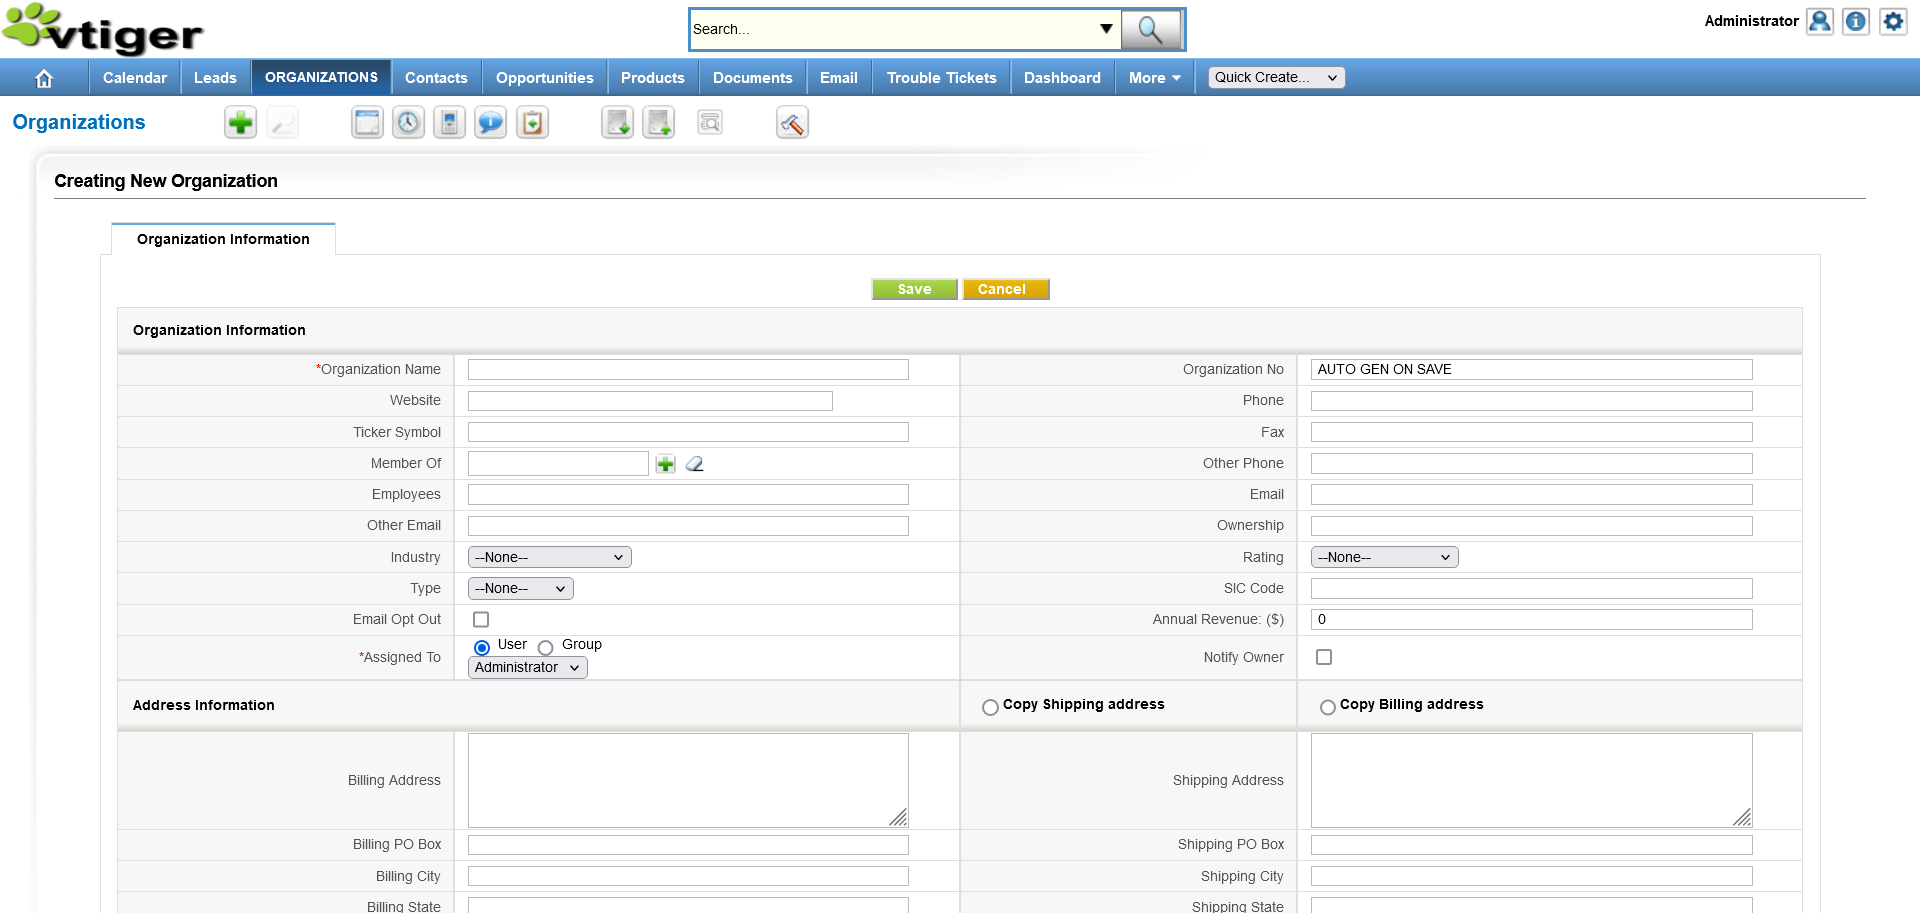 vtiger
Search...
Administrator
Calendar Leads ORGANIZATIONS Contacts Opportunities Products Documents Email Trouble Tickets Dashboard More Quick Create...
Organizations
Creating New Organization
Organization Information
Save Cancel
Organization Information
*Organization Name
Organization No AUTO GEN ON SAVE
Website
Phone
Ticker Symbol
Fax
Member Of
Other Phone
Employees
Email
Other Email
Ownership
Industry --None--
Rating --None--
Type --None--
SIC Code
Email Opt Out
Annual Revenue: ($) 0
*Assigned To User Group
Administrator
Notify Owner
Address Information Copy Shipping address Copy Billing address
Billing Address
Shipping Address
Billing PO Box
Shipping PO Box
Billing City
Shipping City
Billing State
Shipping State